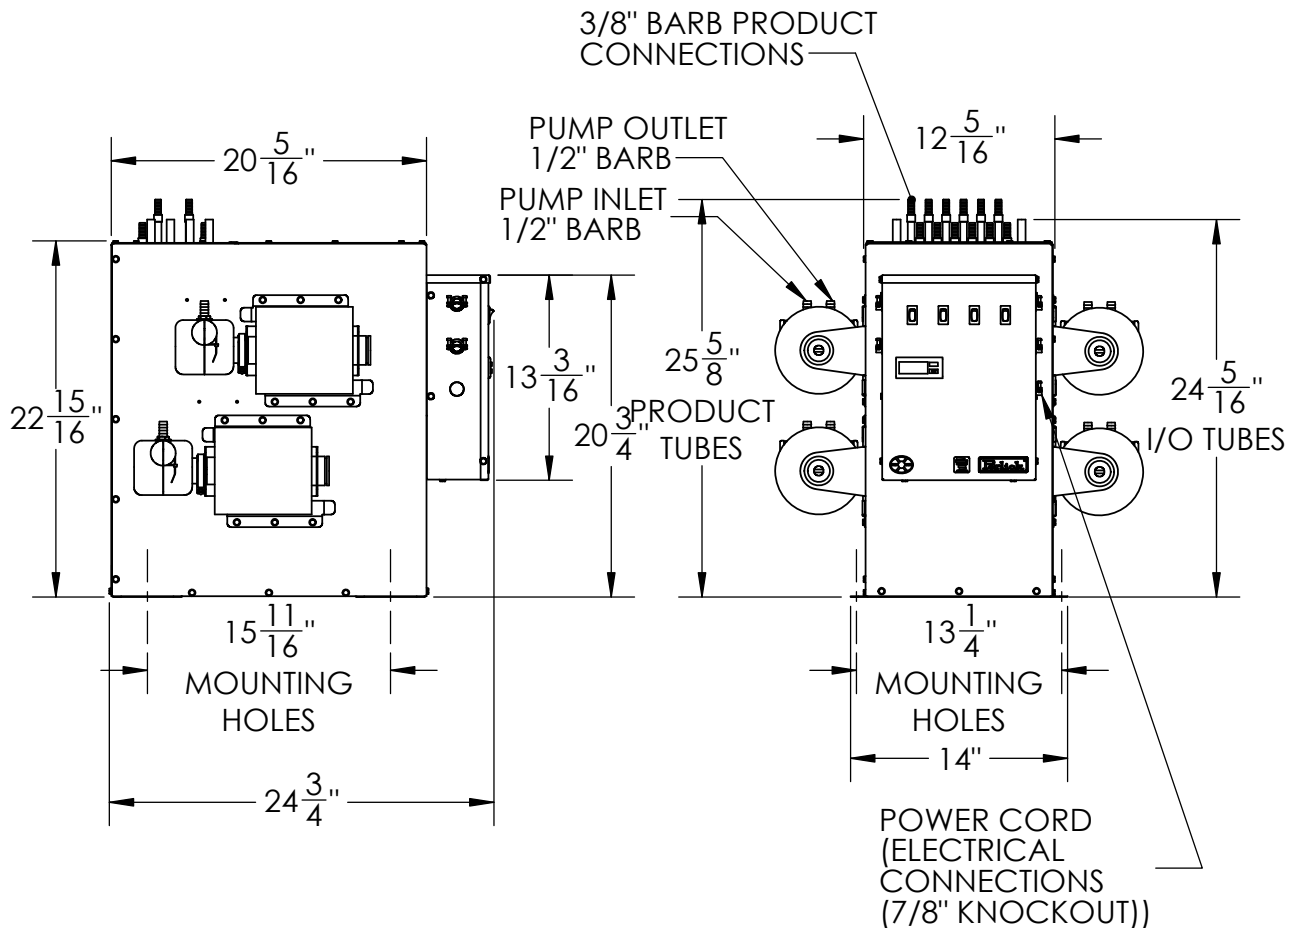 3/8" BARB PRODUCT
CONNECTIONS
PUMP OUTLET
1/2" BARB
PUMP INLET
1/2" BARB
20 5/16"
12 5/16"
22 15/16"
13 3/16"
20 3/4"
25 5/8"
PRODUCT
TUBES
24 5/16"
I/O TUBES
15 11/16"
MOUNTING
HOLES
13 1/4"
MOUNTING
HOLES
14"
24 3/4"
POWER CORD
(ELECTRICAL
CONNECTIONS
(7/8" KNOCKOUT))